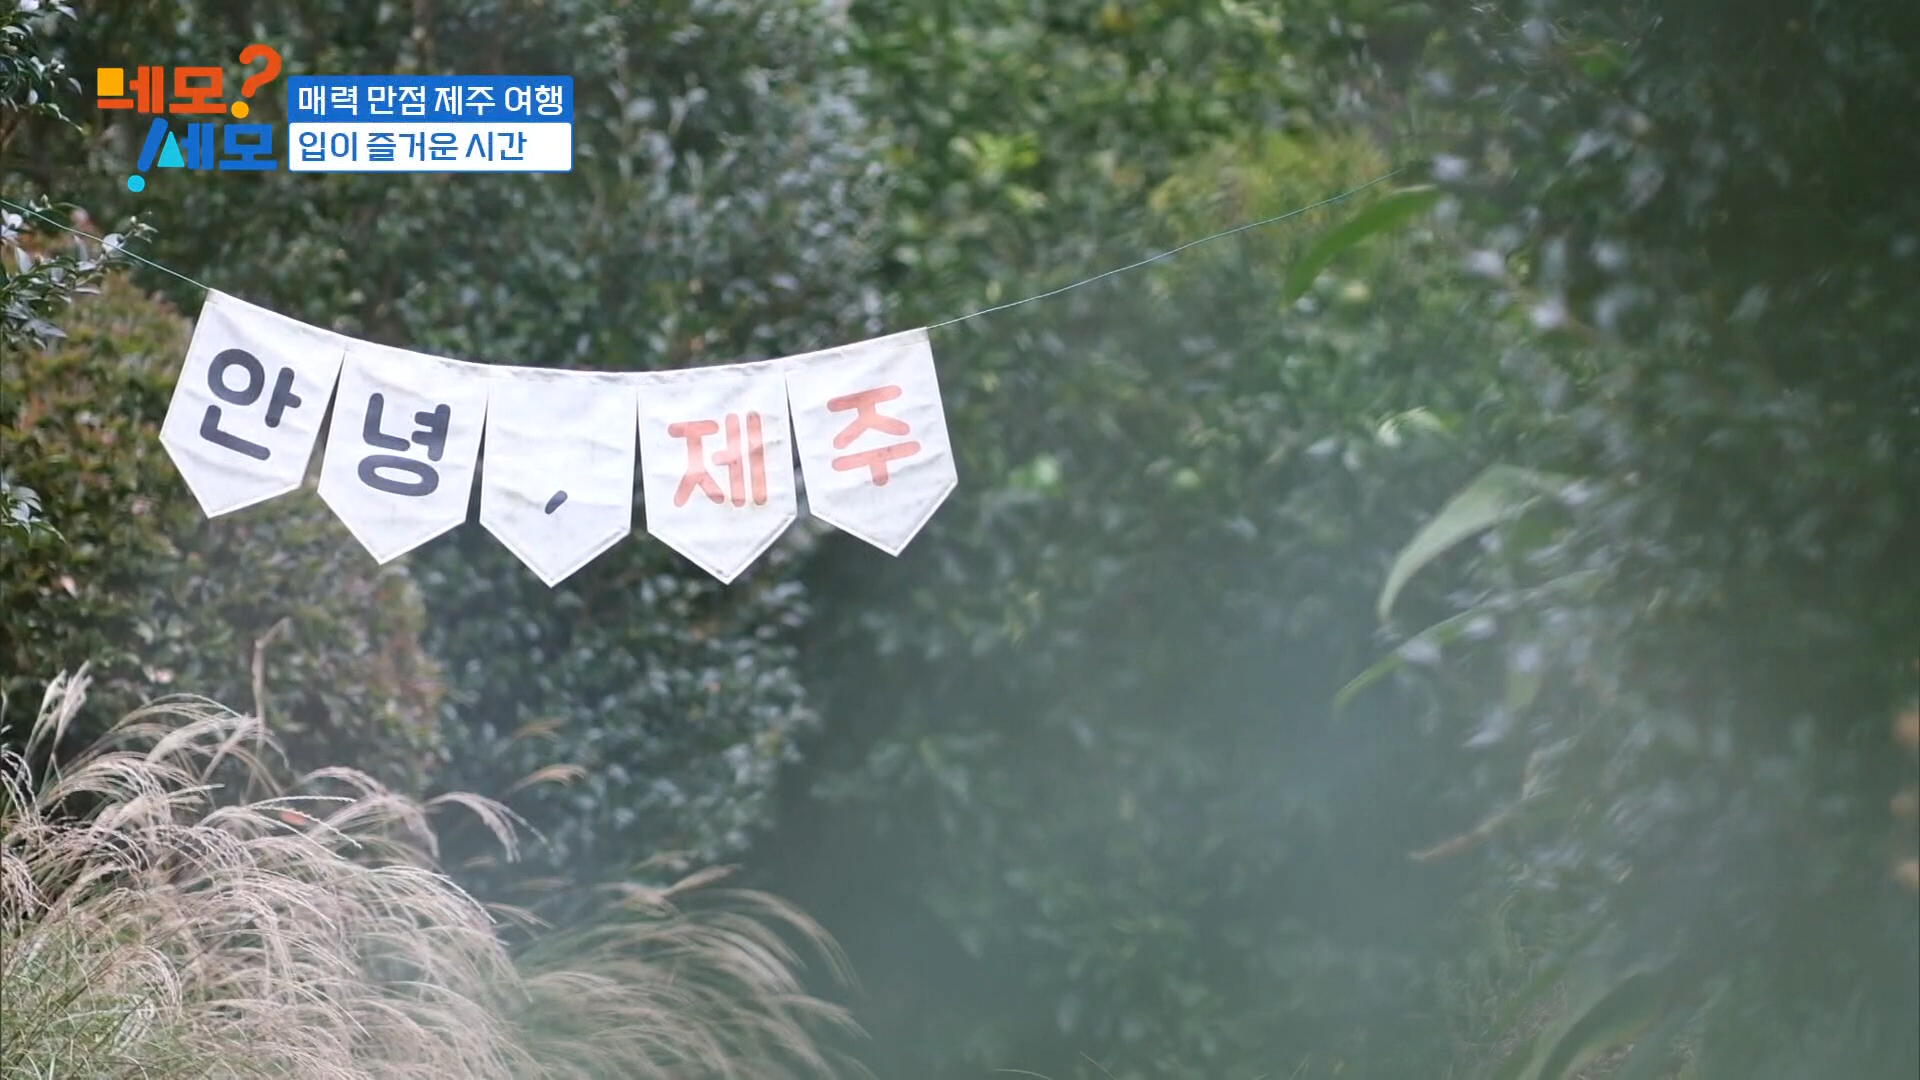 네모?
세모!
매력 만점 제주 여행
입이 즐거운 시간
안녕, 제주